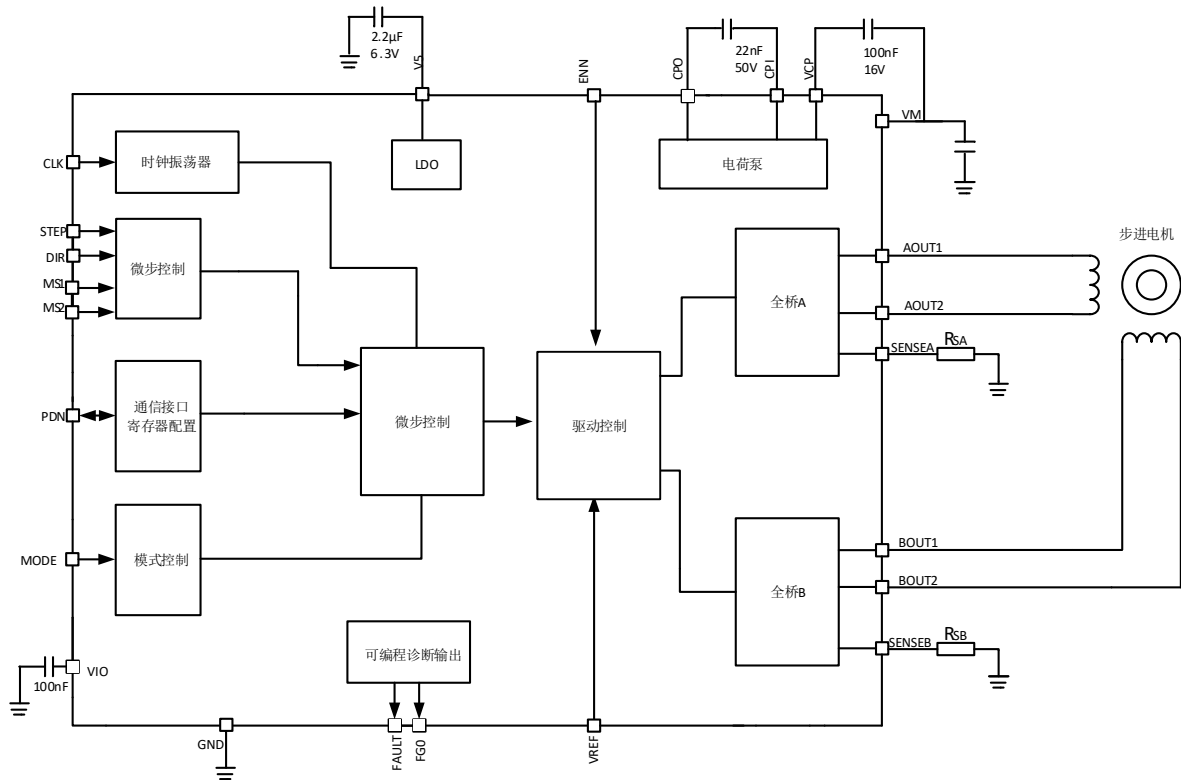 2.2µF
6.3V
V5
ENN
CPO
22nF
50V
CPI
VCP
100nF
16V
VM
CLK
时钟振荡器
LDO
电荷泵
STEP
DIR
MS1
MS2
微步控制
全桥A
AOUT1
AOUT2
SENSEA
RSA
步进电机
PDN
通信接口
寄存器配置
微步控制
驱动控制
MODE
模式控制
全桥B
BOUT1
BOUT2
SENSEB
RSB
VIO
100nF
可编程诊断输出
GND
FAULT
FG0
VREF